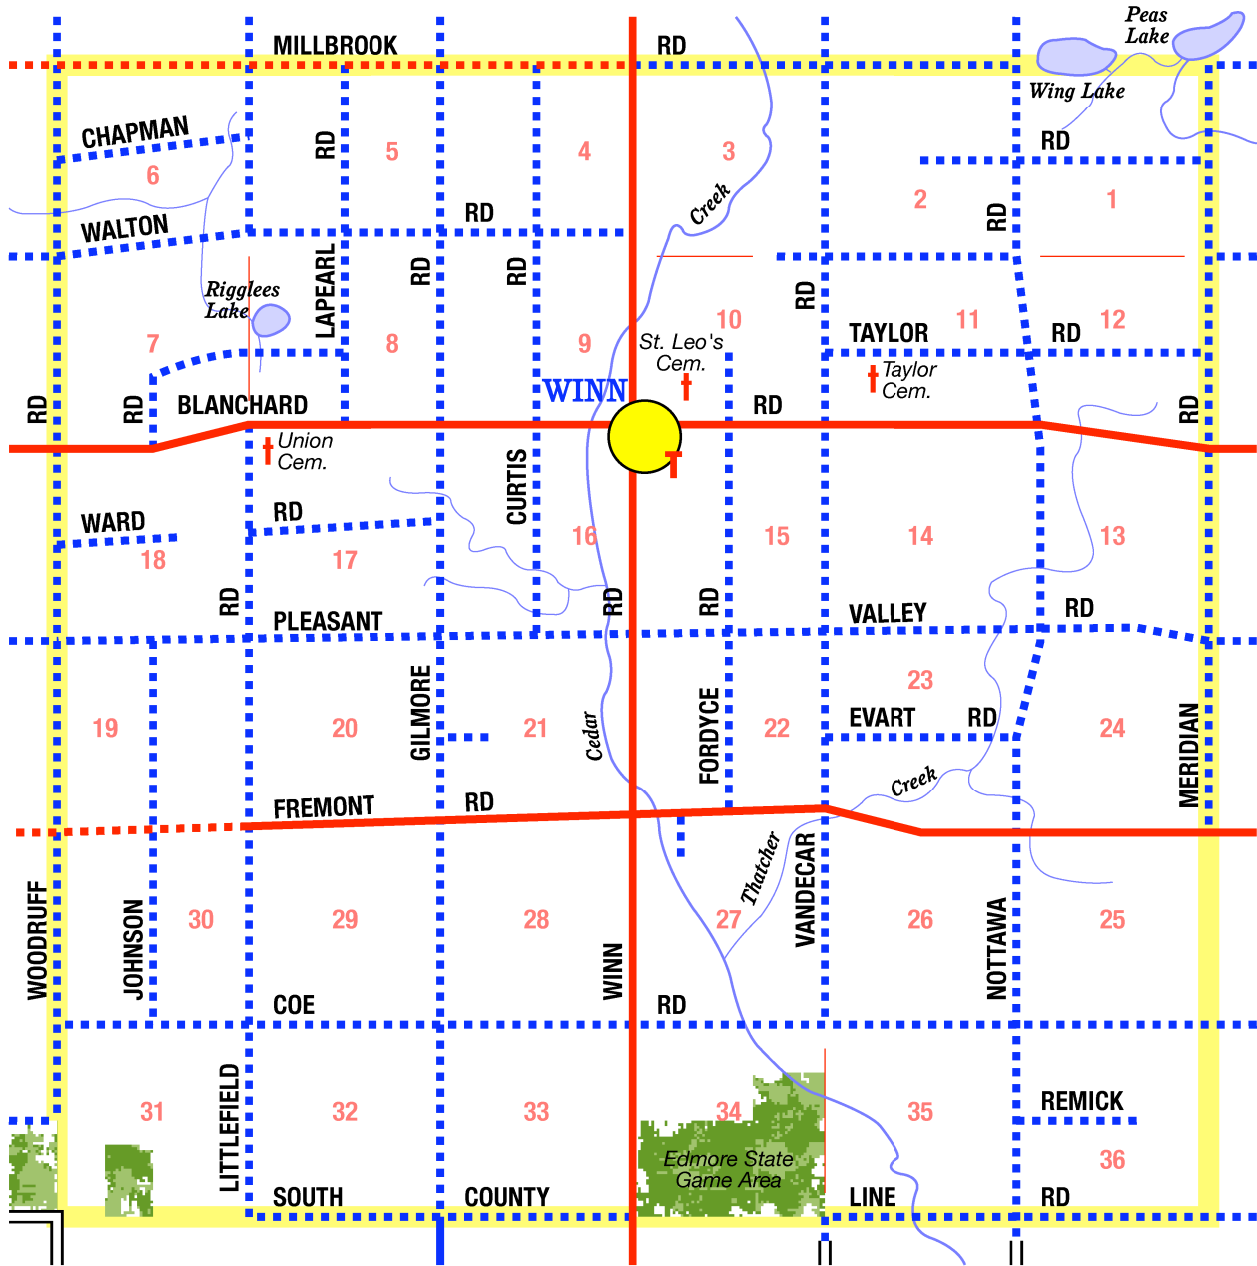 Peas
Lake
MILLBROOK RD
Wing Lake
CHAPMAN
RD
RD
5
4
3
6
2
1
Creek
RD
RD
WALTON
LAPEARL
RD
RD
RD
Rigglees
Lake
7
8
9
10
11
12
St. Leo's
Cem.
TAYLOR RD
Taylor
Cem.
WINN
RD
RD
BLANCHARD RD
RD
Union
Cem.
CURTIS
WARD RD
18
17
16
15
14
13
RD
RD
RD
PLEASANT VALLEY RD
GILMORE
Cedar
FORDYCE
23
19
20
21
22
24
EVART RD
MERIDIAN
Creek
FREMONT RD
Thatcher
VANDECAR
WOODRUFF
JOHNSON
30
29
28
27
26
25
WINN
NOTTAWA
COE RD
LITTLEFIELD
31
32
33
34
35
REMICK
36
Edmore State
Game Area
SOUTH COUNTY LINE RD